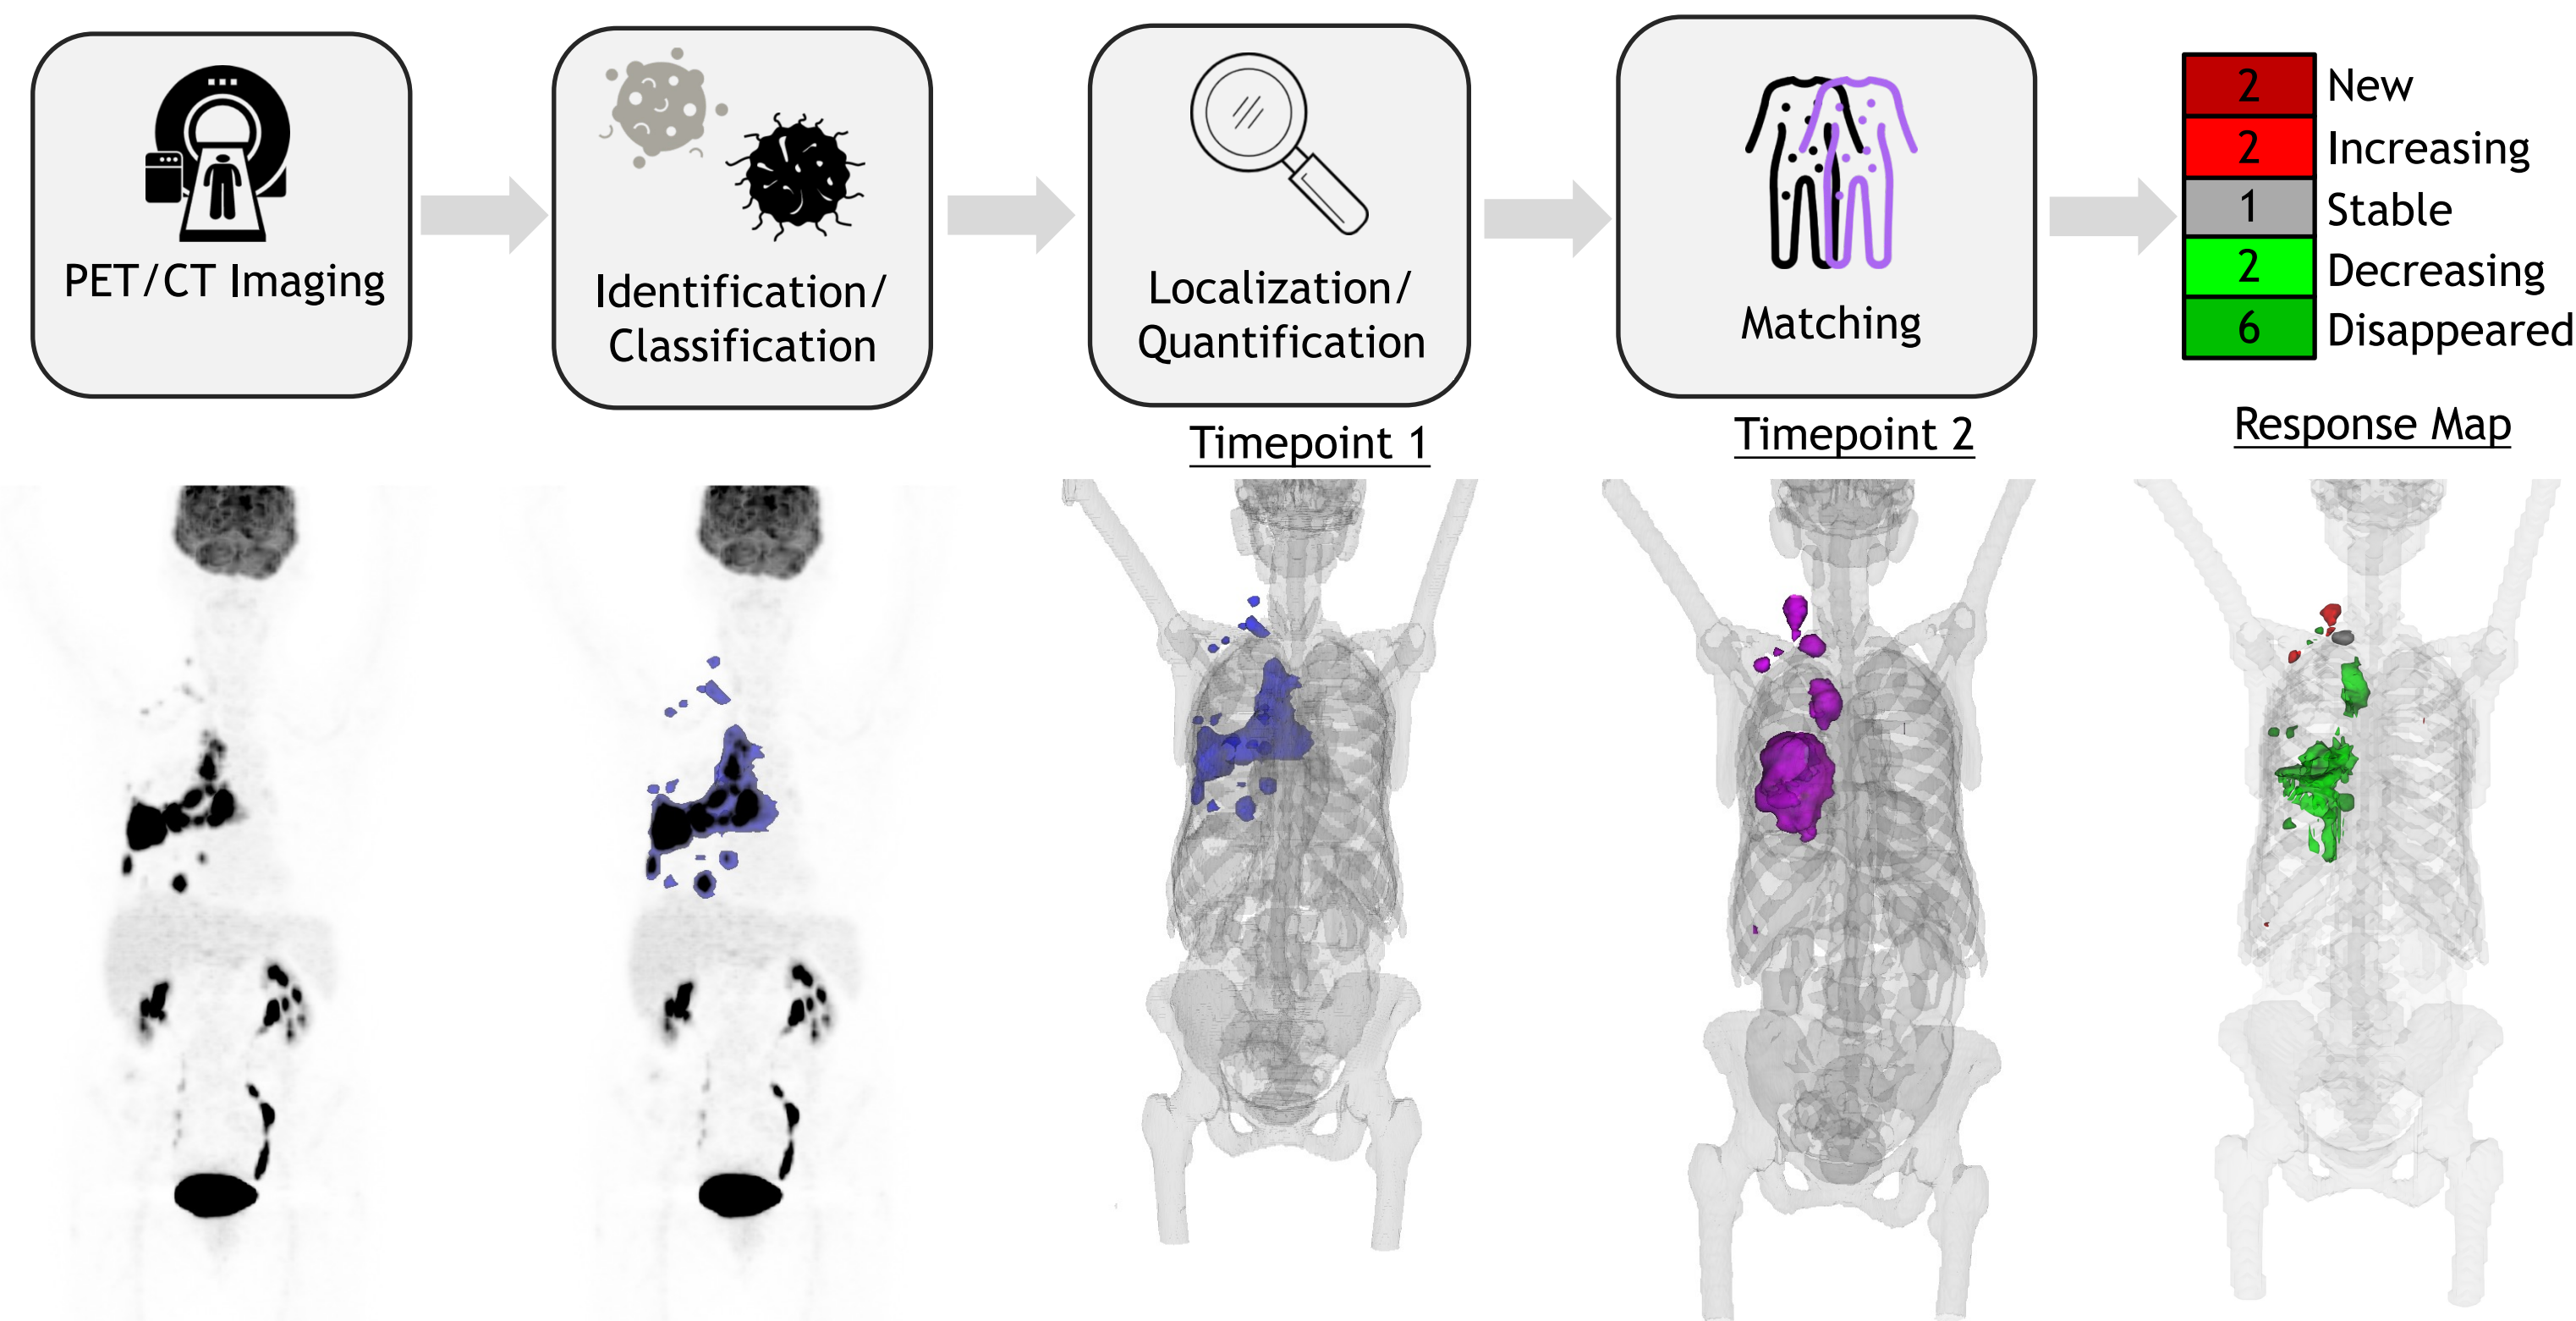 PET/CT Imaging
Identification/
Classification
Localization/
Quantification
Matching
2 New
2 Increasing
1 Stable
2 Decreasing
6 Disappeared
Timepoint 1
Timepoint 2
Response Map